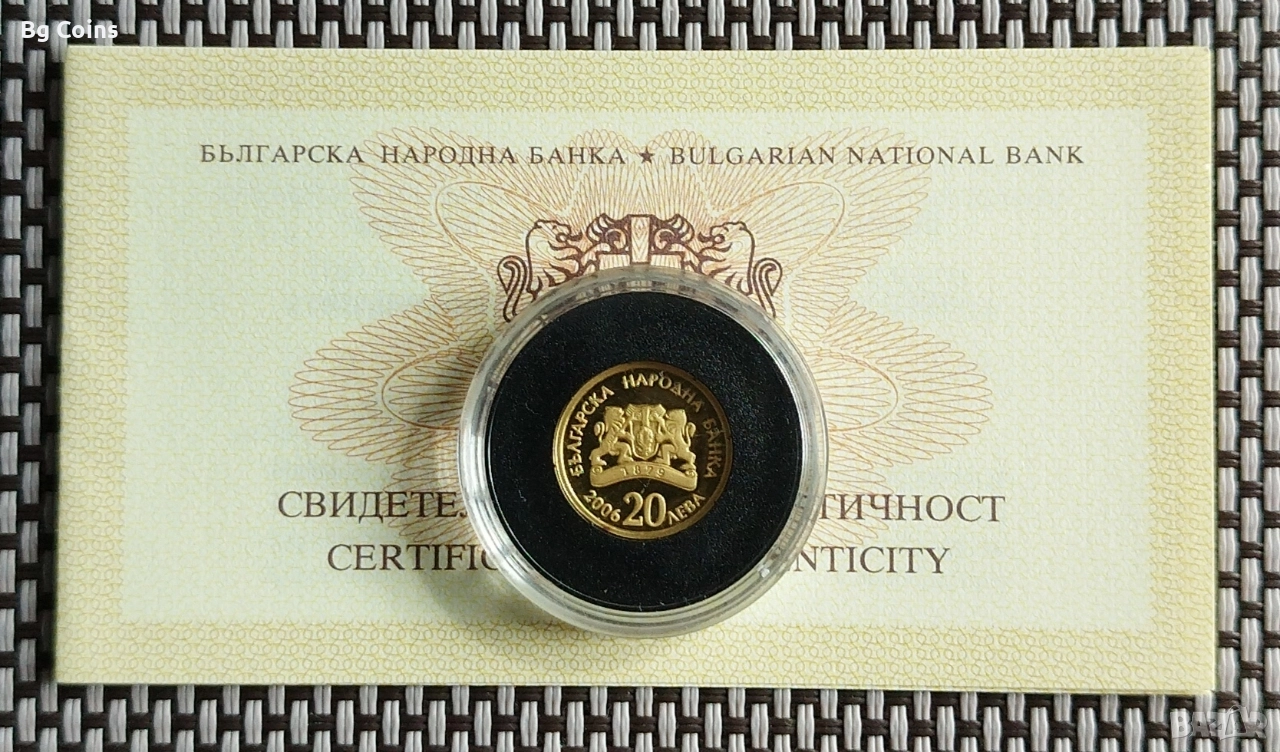 Bg Coins
БЪЛГАРСКА НАРОДНА БАНКА ★ BULGARIAN NATIONAL BANK
БЪЛГАРСКА НАРОДНА БАНКА
1879
2006 20 ЛЕВА
СВИДЕТЕЛ ТИЧНОСТ
CERTIFIC NTICITY
BAZAR